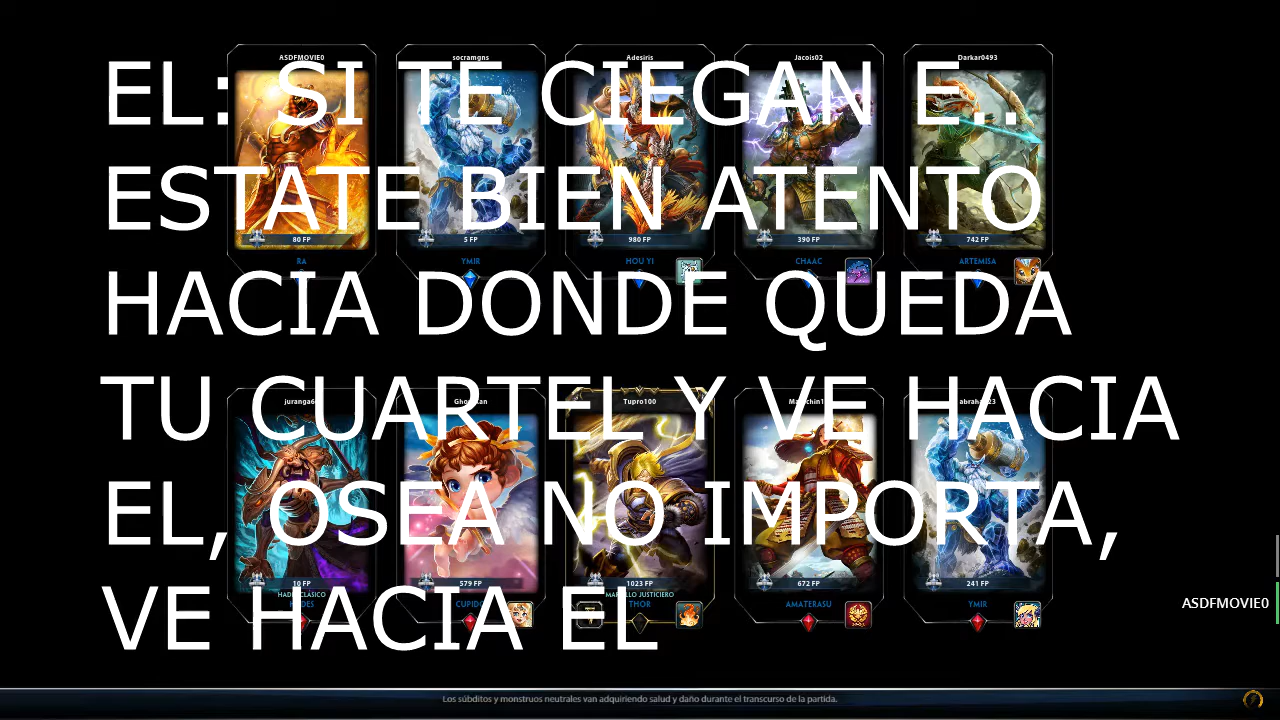 ASDFMOVIE0 socramgns Adesiris Jacois02 Darkar0493
EL: SI TE CIEGAN E..
ESTATE BIEN ATENTO
80 FP 5 FP 980 FP 390 FP 742 FP
RA YMIR HOU YI CHAAC ARTEMISA
HACIA DONDE QUEDA
TU CUARTEL Y VE HACIA
Tupro100
EL, OSEA NO IMPORTA,
10 FP 579 FP 1023 FP 672 FP 241 FP
VE HACIA EL
THOR AMATERASU YMIR
ASDFMOVIE0
Los súbditos y monstruos neutrales van adquiriendo salud y daño durante el transcurso de la partida.